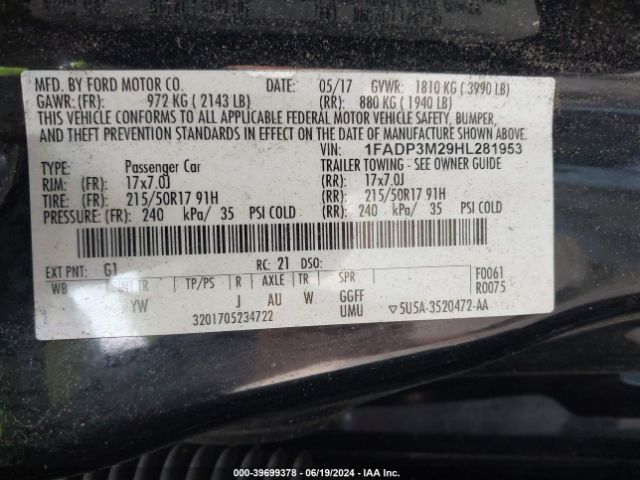 MFD. BY FORD MOTOR CO. DATE: 05/17 GVWR: 1810 KG ( 3990 LB)
GAWR: (FR) 972 KG ( 2143 LB) (RR): 880 KG ( 1940 LB)
THIS VEHICLE CONFORMS TO ALL APPLICABLE FEDERAL MOTOR VEHICLE SAFETY, BUMPER,
AND THEFT PREVENTION STANDARDS IN EFFECT ON THE DATE OF MANUFACTURE SHOWN ABOVE.
VIN: 1FADP3M29HL281953
TYPE: Passenger Car TRAILER TOWING - SEE OWNER GUIDE
RIM: (FR): 17x7.0J (RR): 17x7.0J
TIRE: (FR): 215/50R17 91H (RR): 215/50R17 91H
PRESSURE: (FR): 240 kPa/ 35 PSI COLD (RR): 240 kPa/ 35 PSI COLD
EXT PNT: G1 RC: 21 DSO: F0061
WB INT TR TP/PS R AXLE TR SPR R0075
YW J AU W GGFF
3201705234722 UMU 5U5A-3520472-AA
000-39699378 - 06/19/2024 - IAA Inc.